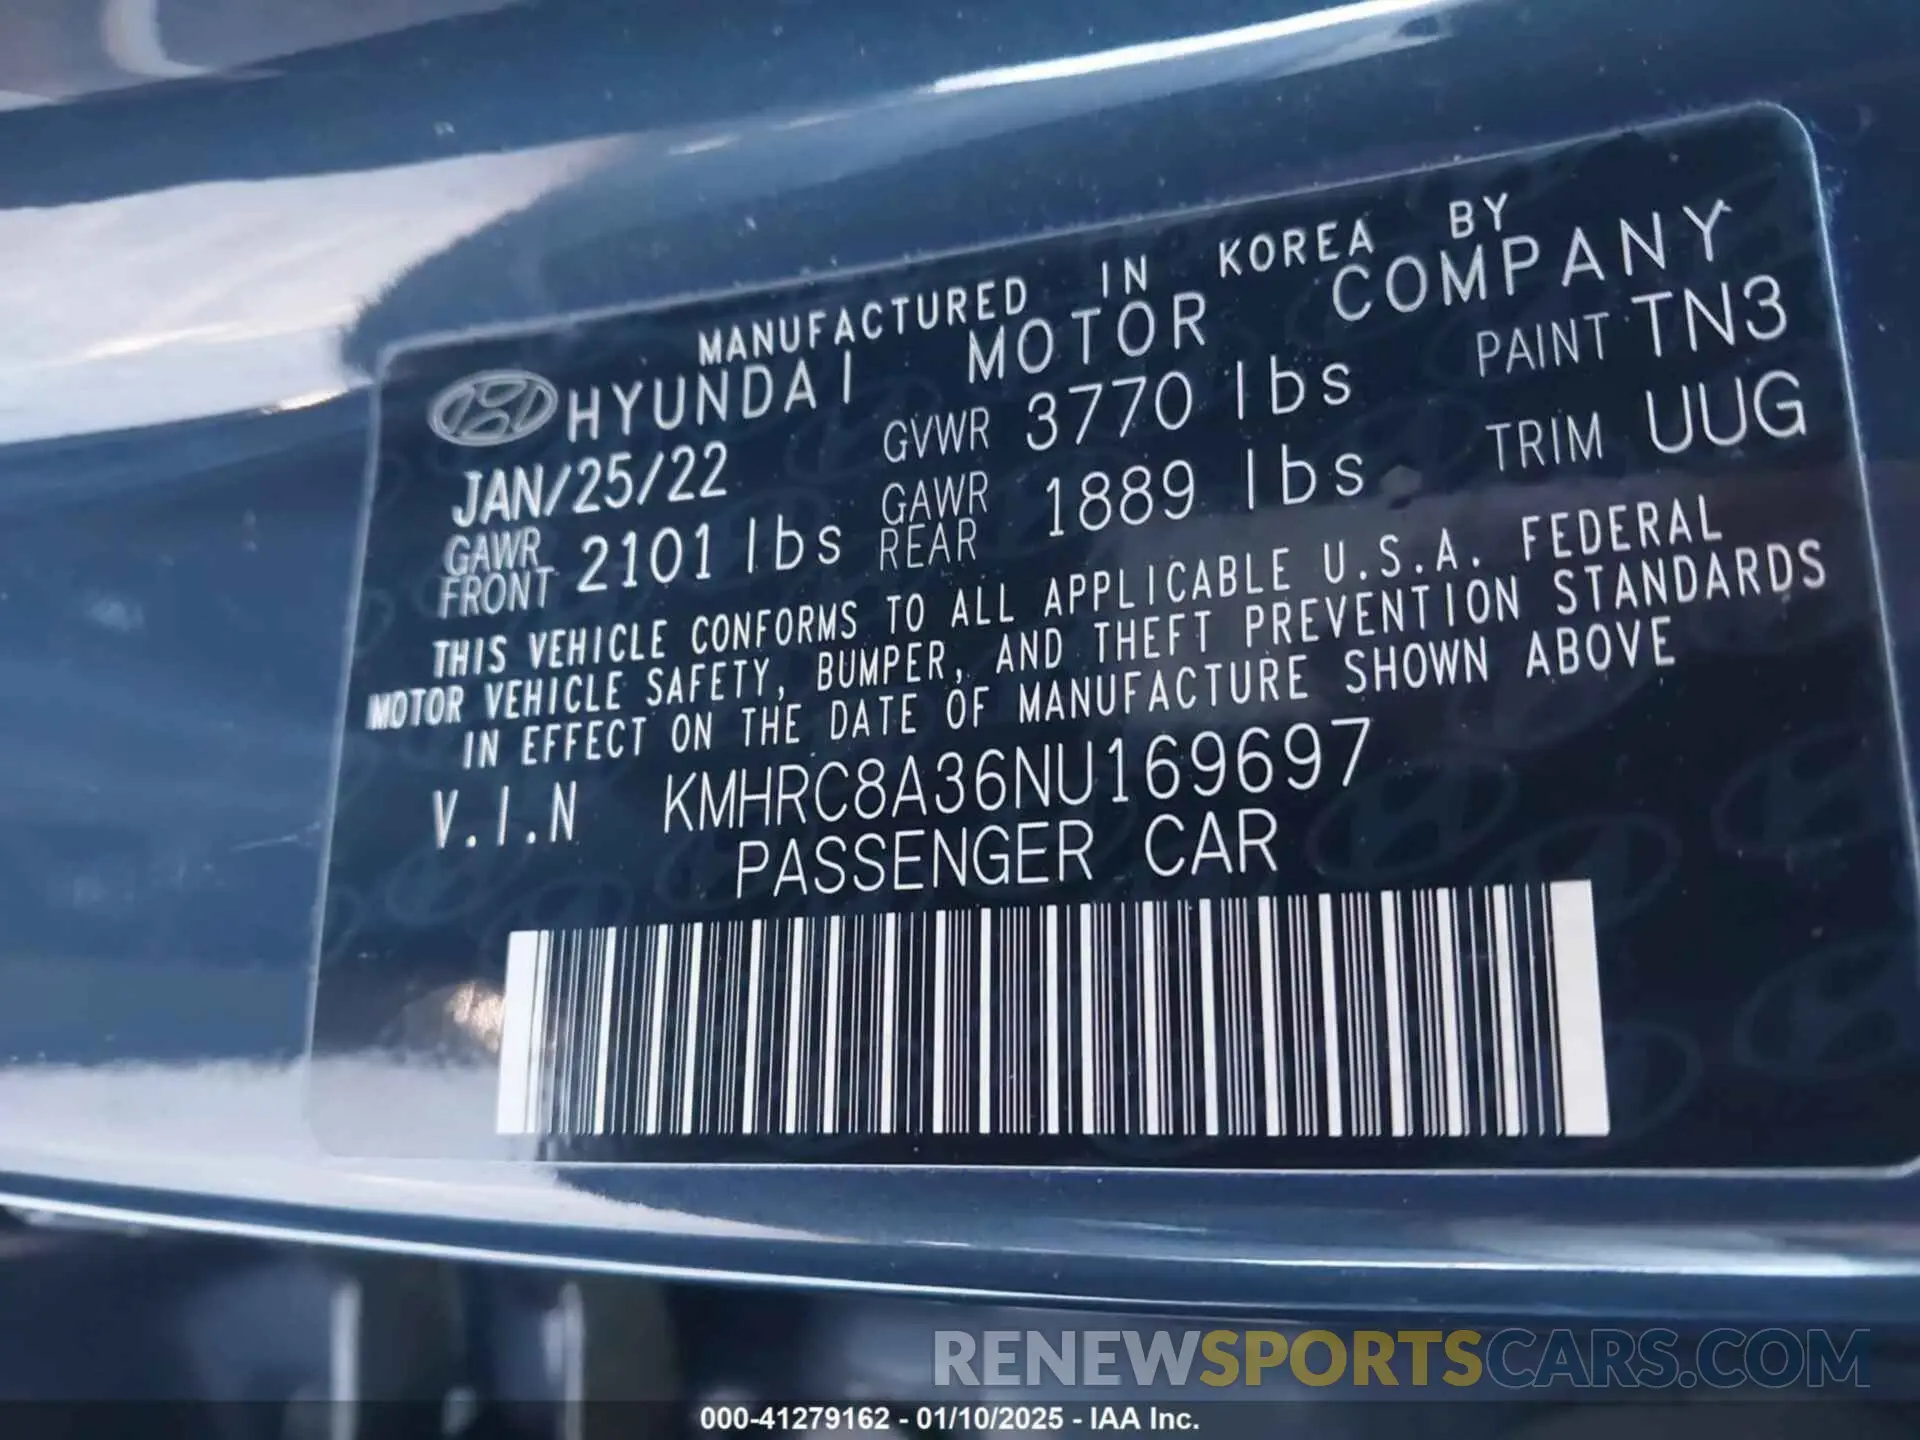 MANUFACTURED IN KOREA BY
HYUNDAI MOTOR COMPANY
JAN/25/22 GVWR 3770 lbs PAINT TN3
GAWR FRONT 2101 lbs GAWR REAR 1889 lbs TRIM UUG
THIS VEHICLE CONFORMS TO ALL APPLICABLE U.S.A. FEDERAL
MOTOR VEHICLE SAFETY, BUMPER, AND THEFT PREVENTION STANDARDS
IN EFFECT ON THE DATE OF MANUFACTURE SHOWN ABOVE
V.I.N KMHRC8A36NU169697
PASSENGER CAR
RENEWSPORTSCARS.COM
000-41279162 - 01/10/2025 - IAA Inc.